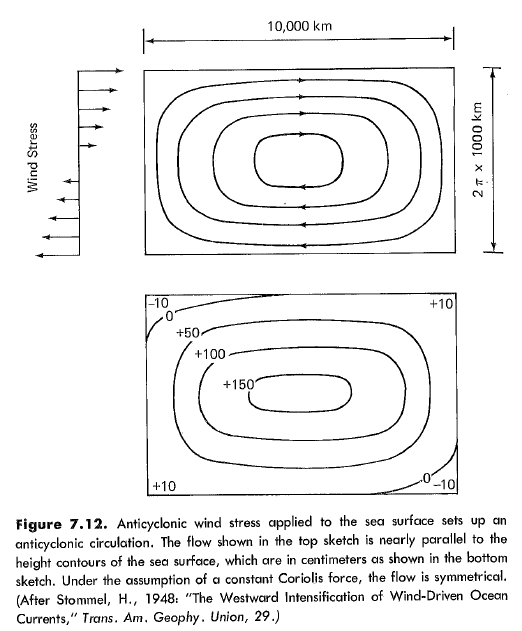 10,000 km
Wind Stress
2 π x 1000 km
-10
0
+10
+50
+100
+150
+10
0
-10
Figure 7.12. Anticyclonic wind stress applied to the sea surface sets up an
anticyclonic circulation. The flow shown in the top sketch is nearly parallel to the
height contours of the sea surface, which are in centimeters as shown in the bottom
sketch. Under the assumption of a constant Coriolis force, the flow is symmetrical.
(After Stommel, H., 1948: "The Westward Intensification of Wind-Driven Ocean
Currents," Trans. Am. Geophy. Union, 29.)